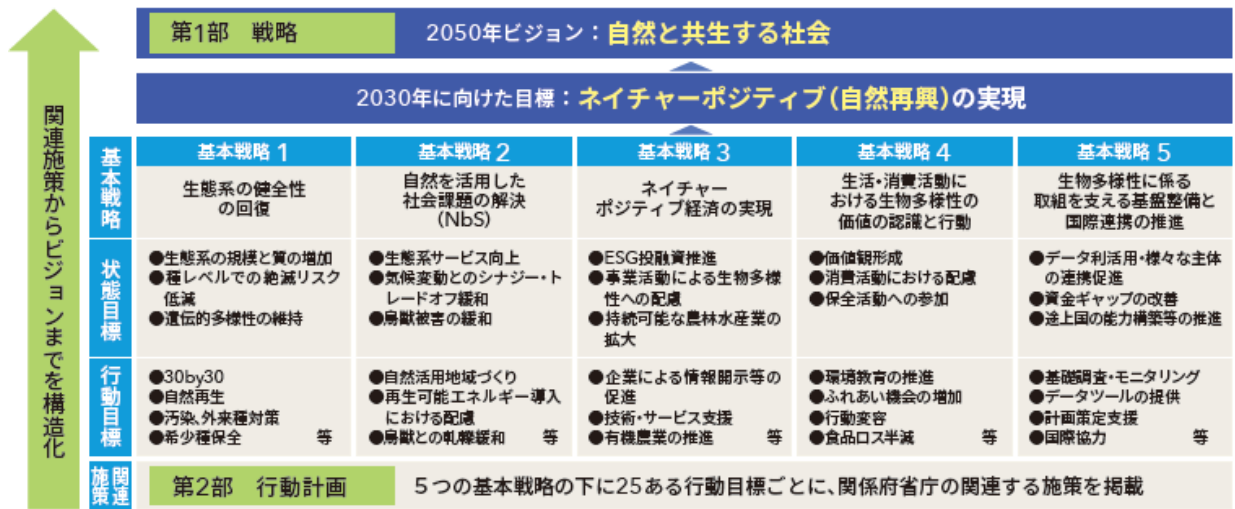 関連施策からビジョンまでを構造化
第1部 戦略
2050年ビジョン：自然と共生する社会
2030年に向けた目標：ネイチャーポジティブ（自然再興）の実現
基本戦略
基本戦略 1
生態系の健全性
の回復
基本戦略 2
自然を活用した
社会課題の解決
（NbS）
基本戦略 3
ネイチャー
ポジティブ経済の実現
基本戦略 4
生活・消費活動に
おける生物多様性の
価値の認識と行動
基本戦略 5
生物多様性に係る
取組を支える基盤整備と
国際連携の推進
状態目標
●生態系の規模と質の増加
●種レベルでの絶滅リスク
低減
●遺伝的多様性の維持
●生態系サービス向上
●気候変動とのシナジー・ト
レードオフ緩和
●鳥獣被害の緩和
●ESG投融資推進
●事業活動による生物多様
性への配慮
●持続可能な農林水産業の
拡大
●価値観形成
●消費活動における配慮
●保全活動への参加
●データ利活用・様々な主体
の連携促進
●資金ギャップの改善
●途上国の能力構築等の推進
行動目標
●30by30
●自然再生
●汚染、外来種対策
●希少種保全 等
●自然活用地域づくり
●再生可能エネルギー導入
における配慮
●鳥獣との軋轢緩和 等
●企業による情報開示等の
促進
●技術・サービス支援
●有機農業の推進 等
●環境教育の推進
●ふれあい機会の増加
●行動変容
●食品ロス半減 等
●基礎調査・モニタリング
●データツールの提供
●計画策定支援
●国際協力 等
関連
施策
第2部 行動計画
5つの基本戦略の下に25ある行動目標ごとに、関係府省庁の関連する施策を掲載